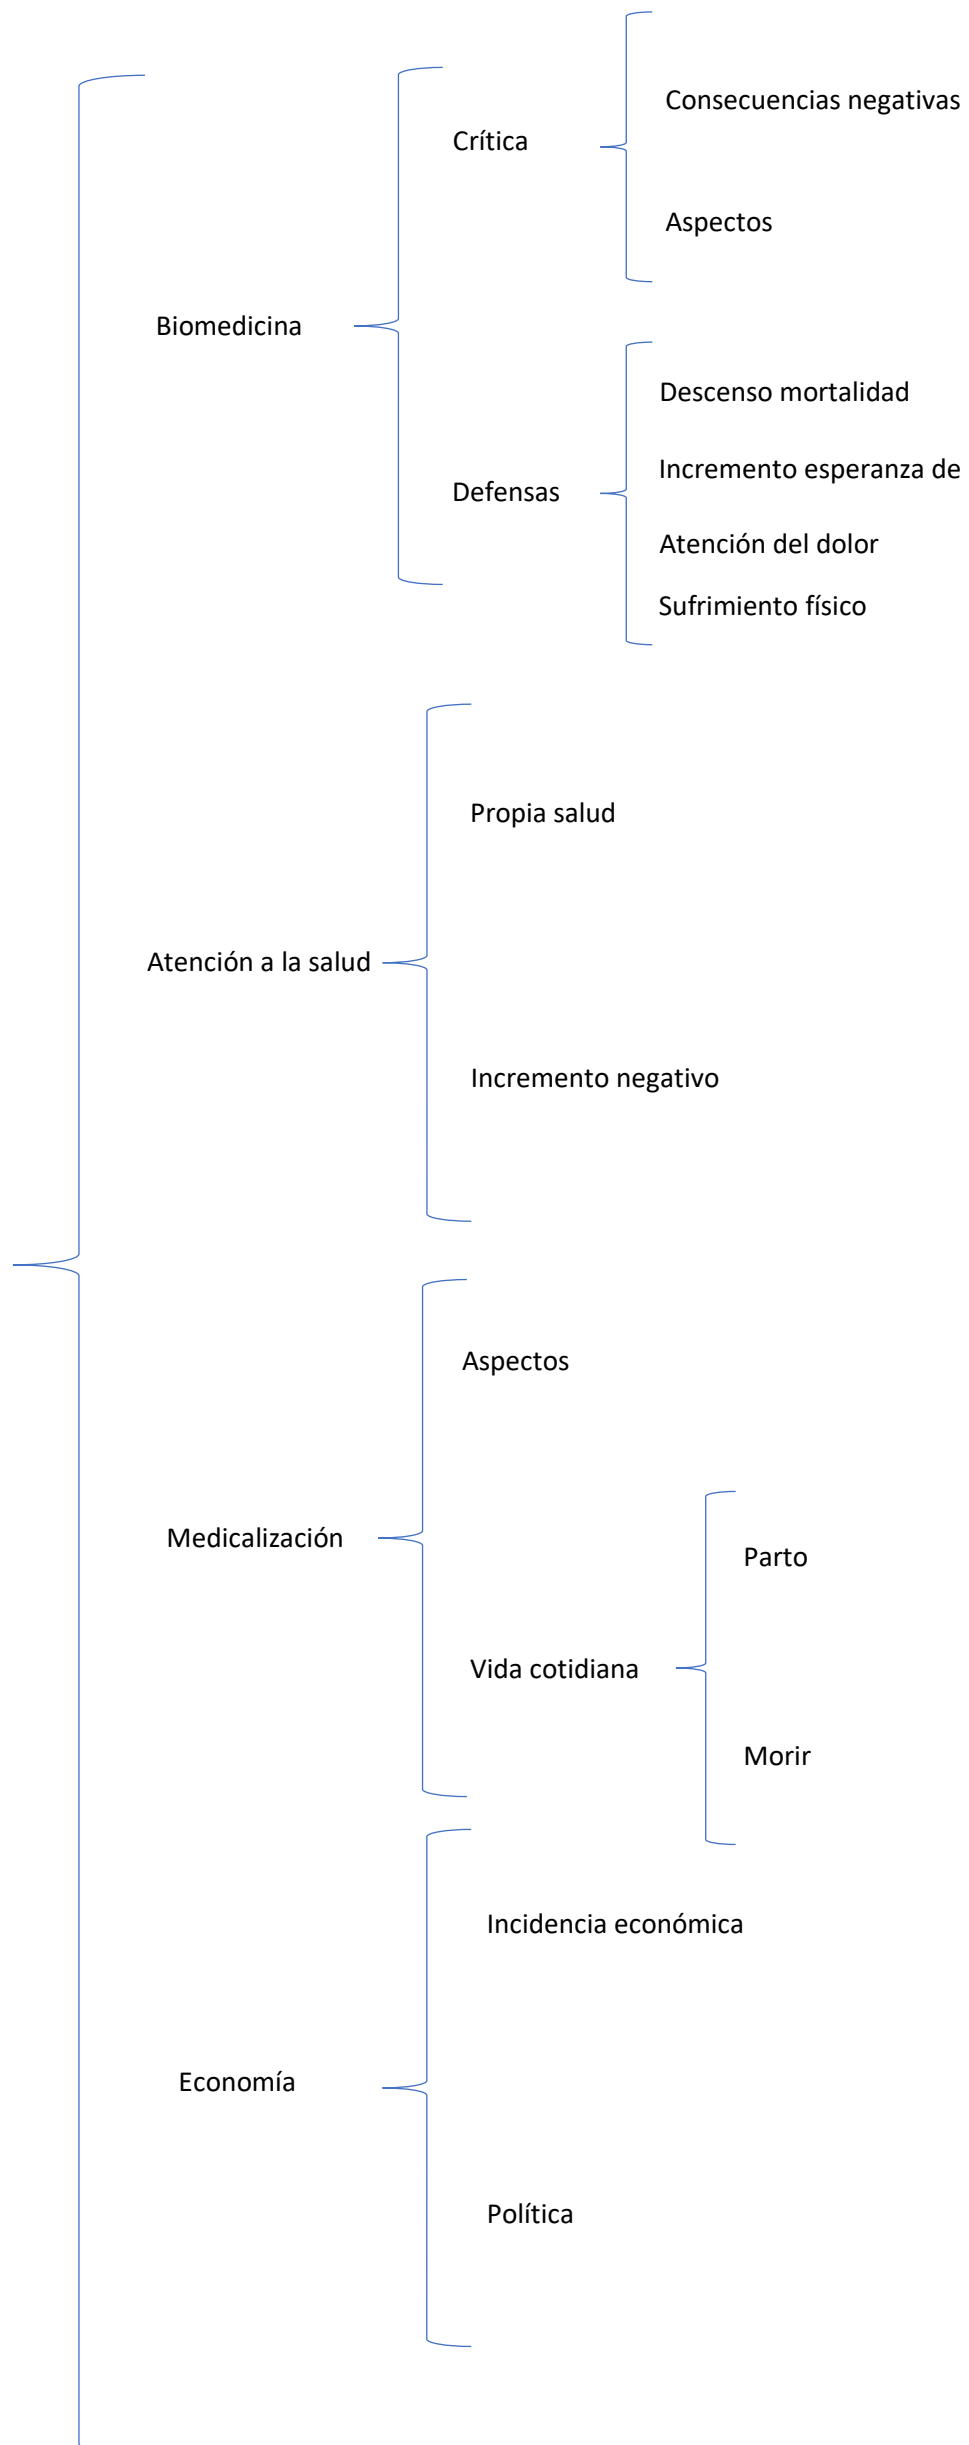 Consecuencias negativas
Crítica
Aspectos
Biomedicina
Descenso mortalidad
Incremento esperanza de
Defensas
Atención del dolor
Sufrimiento físico
Propia salud
Atención a la salud
Incremento negativo
Aspectos
Medicalización
Parto
Vida cotidiana
Morir
Incidencia económica
Economía
Política